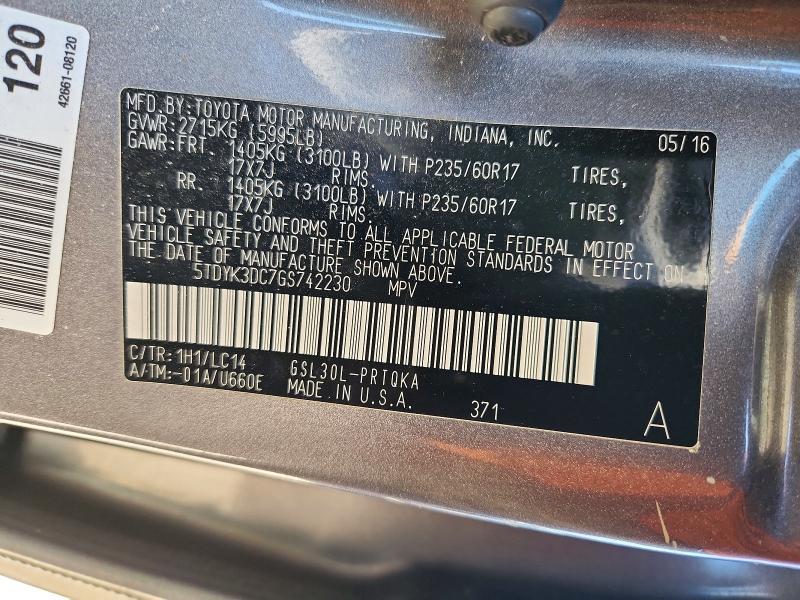 120
42661-08120
MFD. BY: TOYOTA MOTOR MANUFACTURING, INDIANA, INC. 05/16
GVWR: 2715KG (5995LB)
GAWR: FRT. 1405KG (3100LB) WITH P235/60R17 TIRES,
17X7J RIMS.
RR. 1405KG (3100LB) WITH P235/60R17 TIRES,
17X7J RIMS.
THIS VEHICLE CONFORMS TO ALL APPLICABLE FEDERAL MOTOR
VEHICLE SAFETY AND THEFT PREVENTION STANDARDS IN EFFECT ON
THE DATE OF MANUFACTURE SHOWN ABOVE.
5TDYK3DC7GS742230 MPV
C/TR: 1H1/LC14 GSL30L-PRTQKA
A/TM: -01A/U660E MADE IN U.S.A. 371
A